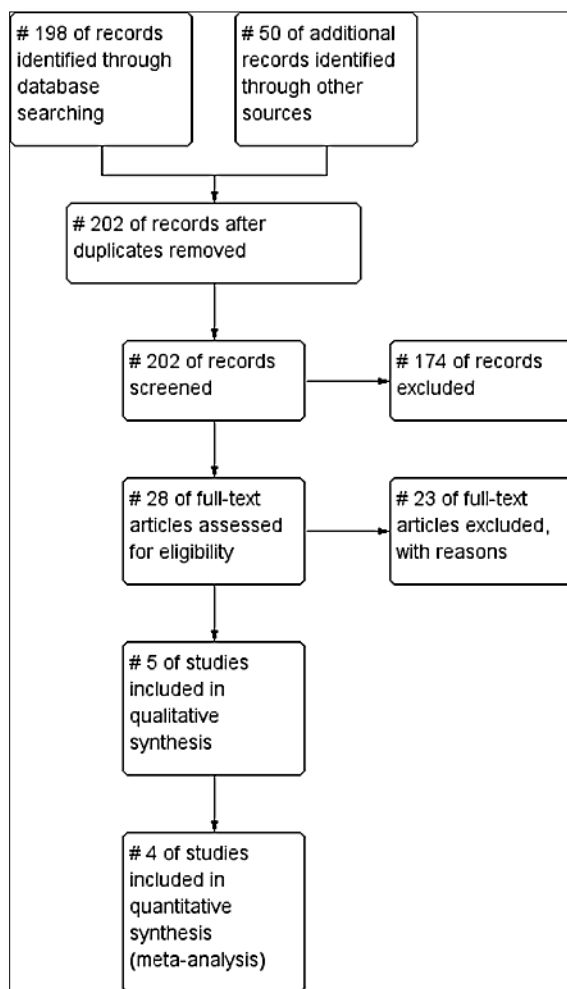 # 198 of records
identified through
database
searching
# 50 of additional
records identified
through other
sources
# 202 of records after
duplicates removed
# 202 of records
screened
# 174 of records
excluded
# 28 of full-text
articles assessed
for eligibility
# 23 of full-text
articles excluded,
with reasons
# 5 of studies
included in
qualitative
synthesis
# 4 of studies
included in
quantitative
synthesis
(meta-analysis)